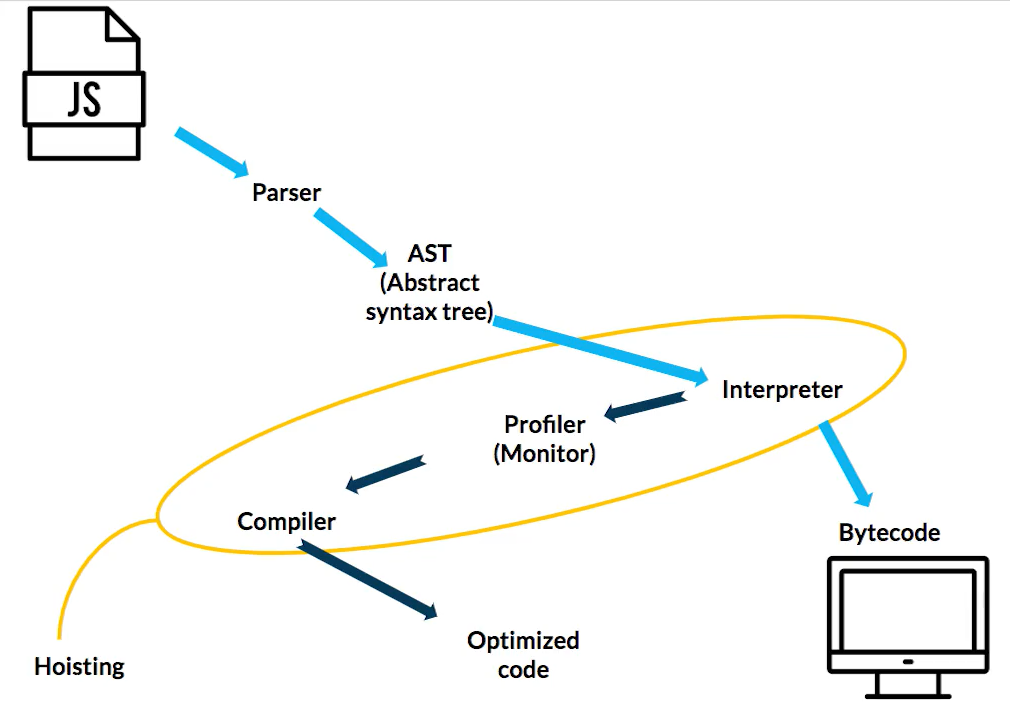 JS
Parser
AST
(Abstract
syntax tree)
Interpreter
Profiler
(Monitor)
Compiler
Bytecode
Optimized
code
Hoisting